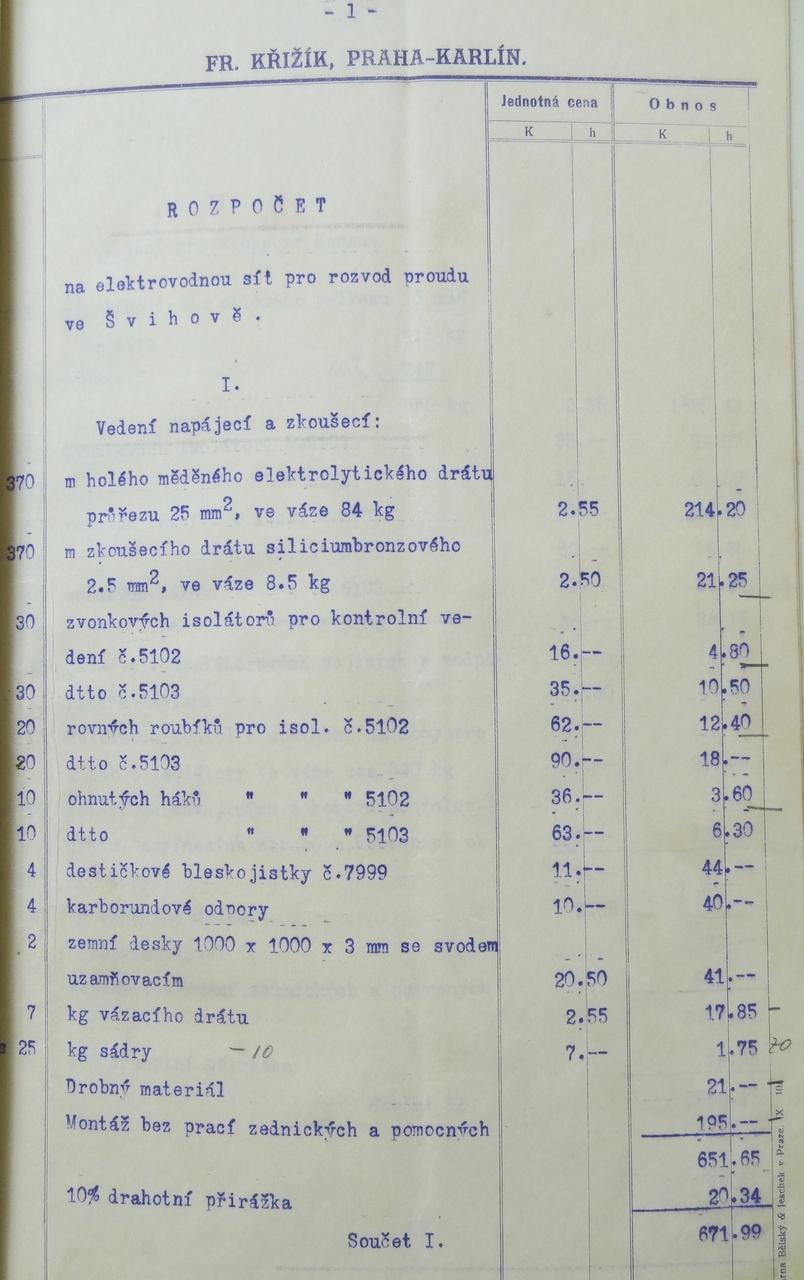 - 1 -
FR. KŘIŽÍK, PRAHA-KARLÍN.
Jednotná cena Obnos
K h K h
ROZPOČET
na elektrovodnou síť pro rozvod proudu
ve Švihově.
I.
Vedení napájecí a zkoušecí:
370 m holého měděného elektrolytického drátu
průřezu 25 mm², ve váze 84 kg 2.55 214.20
370 m zkoušecího drátu siliciumbronzového
2.5 mm², ve váze 8.5 kg 2.50 21.25
30 zvonkových isolátorů pro kontrolní ve-
dení č.5102 16.-- 4.80
30 dtto č.5103 35.-- 10.50
20 rovných roubíků pro isol. č.5102 62.-- 12.40
20 dtto č.5103 90.-- 18.--
10 ohnutých háků " " " 5102 36.-- 3.60
10 dtto " " " 5103 63.-- 6.30
4 destičkové bleskojistky č.7999 11.-- 44.--
4 karborundové odpory 10.-- 40.--
2 zemní desky 1000 x 1000 x 3 mm se svodem
uzamňovacím 20.50 41.--
7 kg vázacího drátu 2.55 17.85 -
25 kg sádry -10 7.-- 1.75 70
Drobný materiál 21.--
Montáž bez prací zednických a pomocných 195.--
651.65
10% drahotní přirážka 20.34
Součet I. 671.99
Bělský & Jeschek v Praze. X